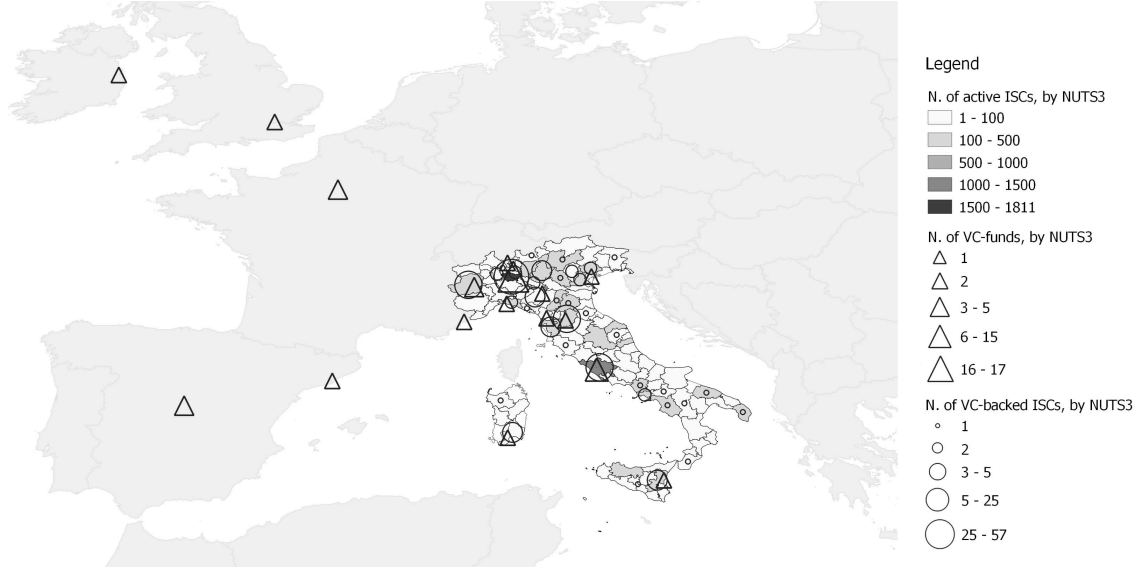 Legend
N. of active ISCs, by NUTS3
1 - 100
100 - 500
500 - 1000
1000 - 1500
1500 - 1811
N. of VC-funds, by NUTS3
1
2
3 - 5
6 - 15
16 - 17
N. of VC-backed ISCs, by NUTS3
1
2
3 - 5
5 - 25
25 - 57